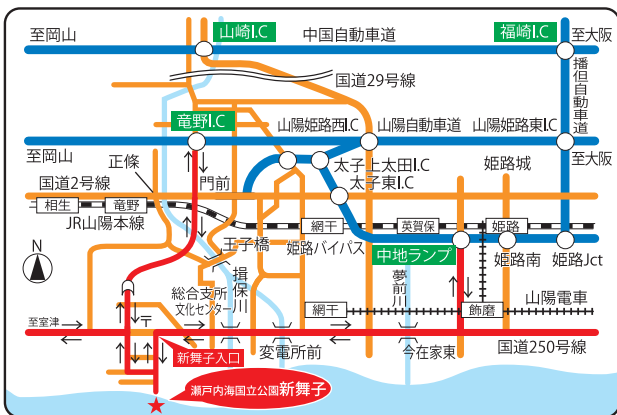 至岡山
山崎I.C
中国自動車道
福崎I.C
至大阪
国道29号線
播但自動車道
竜野I.C
山陽姫路西I.C
山陽自動車道
山陽姫路東I.C
至岡山
至大阪
正條
門前
太子上太田I.C
太子東I.C
姫路城
国道2号線
相生
竜野
JR山陽本線
網干
英賀保
姫路
王子橋
姫路バイパス
中地ランプ
姫路南
姫路Jct
N
揖保川
夢前川
総合支所
文化センター
網干
飾磨
山陽電車
至室津
〒
新舞子入口
変電所前
今在家東
国道250号線
瀬戸内海国立公園新舞子